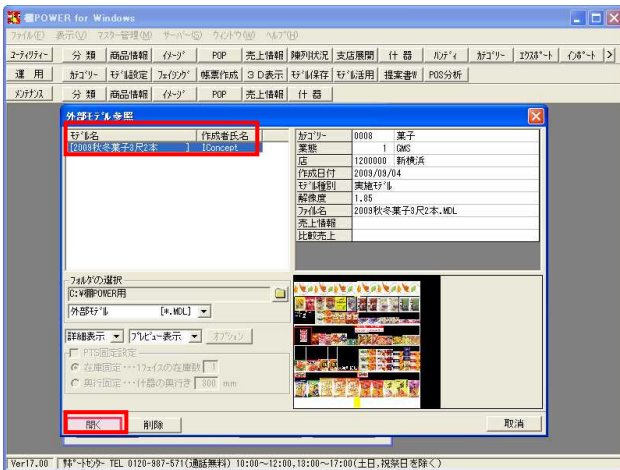 棚POWER for Windows
ファイル(F) 表示(V) マスター管理(M) サーバー(S) ウィンドウ(W) ヘルプ(H)
ユーティリティー 分 類 商品情報 イメージ POP 売上情報 陳列状況 支店展開 什 器 ハンディ カテゴリー エクスポート インポート
運 用 カテゴリー モデル設定 フェイシング 帳票作成 3D表示 モデル保存 モデル活用 提案書W POS分析
メンテナンス 分 類 商品情報 イメージ POP 売上情報 什 器
外部モデル参照
モデル名 作成者氏名
[2009秋冬菓子3尺2本 ] IConcept
カテゴリー 0008 菓子
業態 1 GMS
店 1200000 新横浜
作成日付 2009/09/04
モデル種別 実施モデル
解像度 1.85
ファイル名 2009秋冬菓子3尺2本.MDL
売上情報
比較売上
フォルダの選択
C:¥棚POWER用
外部モデル [*.MDL]
詳細表示 プレビュー表示 オプション
PTS固定設定
在庫固定・・・1フェイスの在庫数 1
奥行固定・・・什器の奥行き 300 mm
開く 削除 取消
Ver17.00 サポートセンター TEL 0120-987-571(通話無料) 10:00～12:00,13:00～17:00(土日,祝祭日を除く)